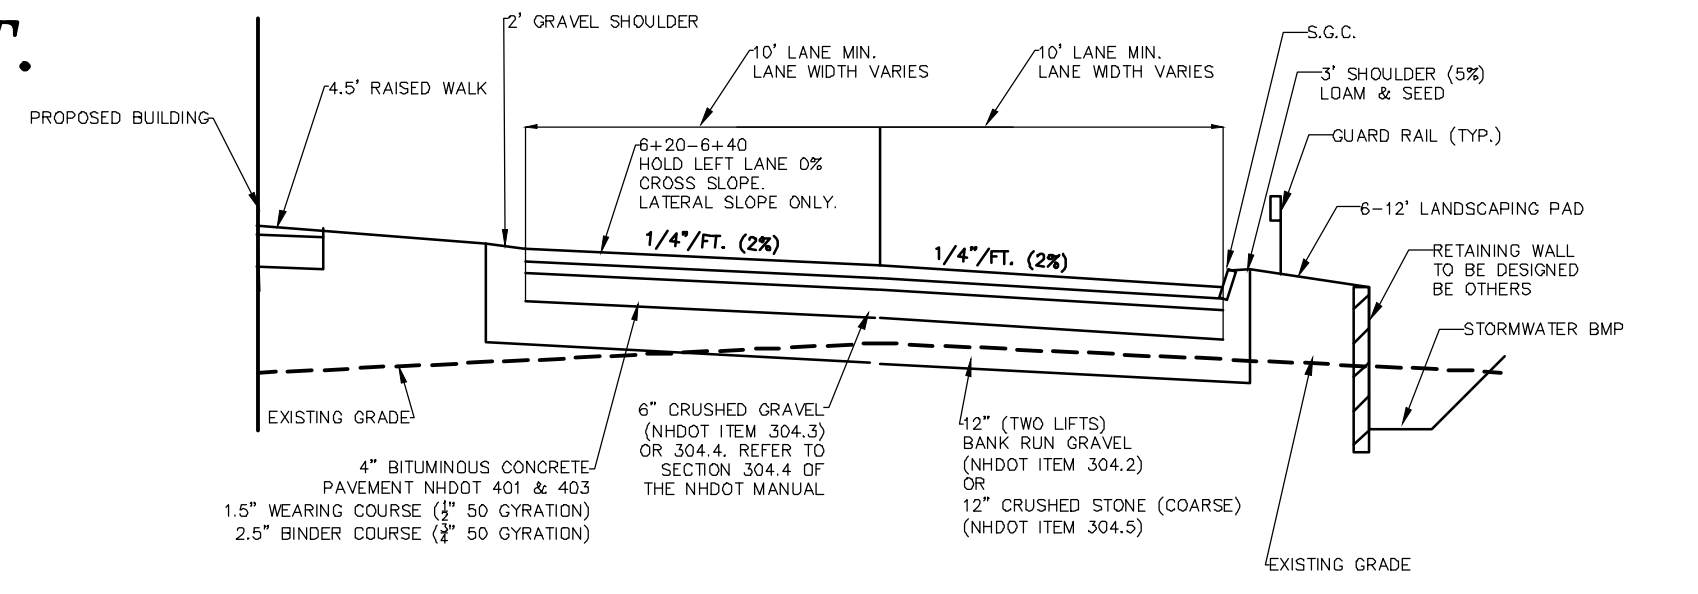 T.
2' GRAVEL SHOULDER
4.5' RAISED WALK
PROPOSED BUILDING
10' LANE MIN.
LANE WIDTH VARIES
10' LANE MIN.
LANE WIDTH VARIES
S.G.C.
3' SHOULDER (5%)
LOAM & SEED
GUARD RAIL (TYP.)
6+20-6+40
HOLD LEFT LANE 0%
CROSS SLOPE.
LATERAL SLOPE ONLY.
1/4"/FT. (2%)
1/4"/FT. (2%)
6-12' LANDSCAPING PAD
RETAINING WALL
TO BE DESIGNED
BE OTHERS
STORMWATER BMP
EXISTING GRADE
4" BITUMINOUS CONCRETE
PAVEMENT NHDOT 401 & 403
1.5" WEARING COURSE (1/2" 50 GYRATION)
2.5" BINDER COURSE (3/4" 50 GYRATION)
6" CRUSHED GRAVEL
(NHDOT ITEM 304.3)
OR 304.4. REFER TO
SECTION 304.4 OF
THE NHDOT MANUAL
12" (TWO LIFTS)
BANK RUN GRAVEL
(NHDOT ITEM 304.2)
OR
12" CRUSHED STONE (COARSE)
(NHDOT ITEM 304.5)
EXISTING GRADE